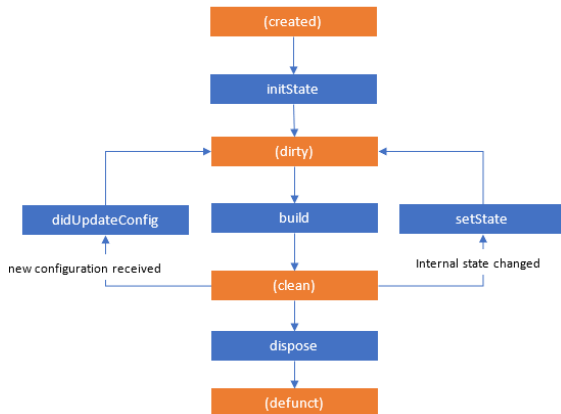 (created)
initState
(dirty)
didUpdateConfig
build
setState
new configuration received
Internal state changed
(clean)
dispose
(defunct)